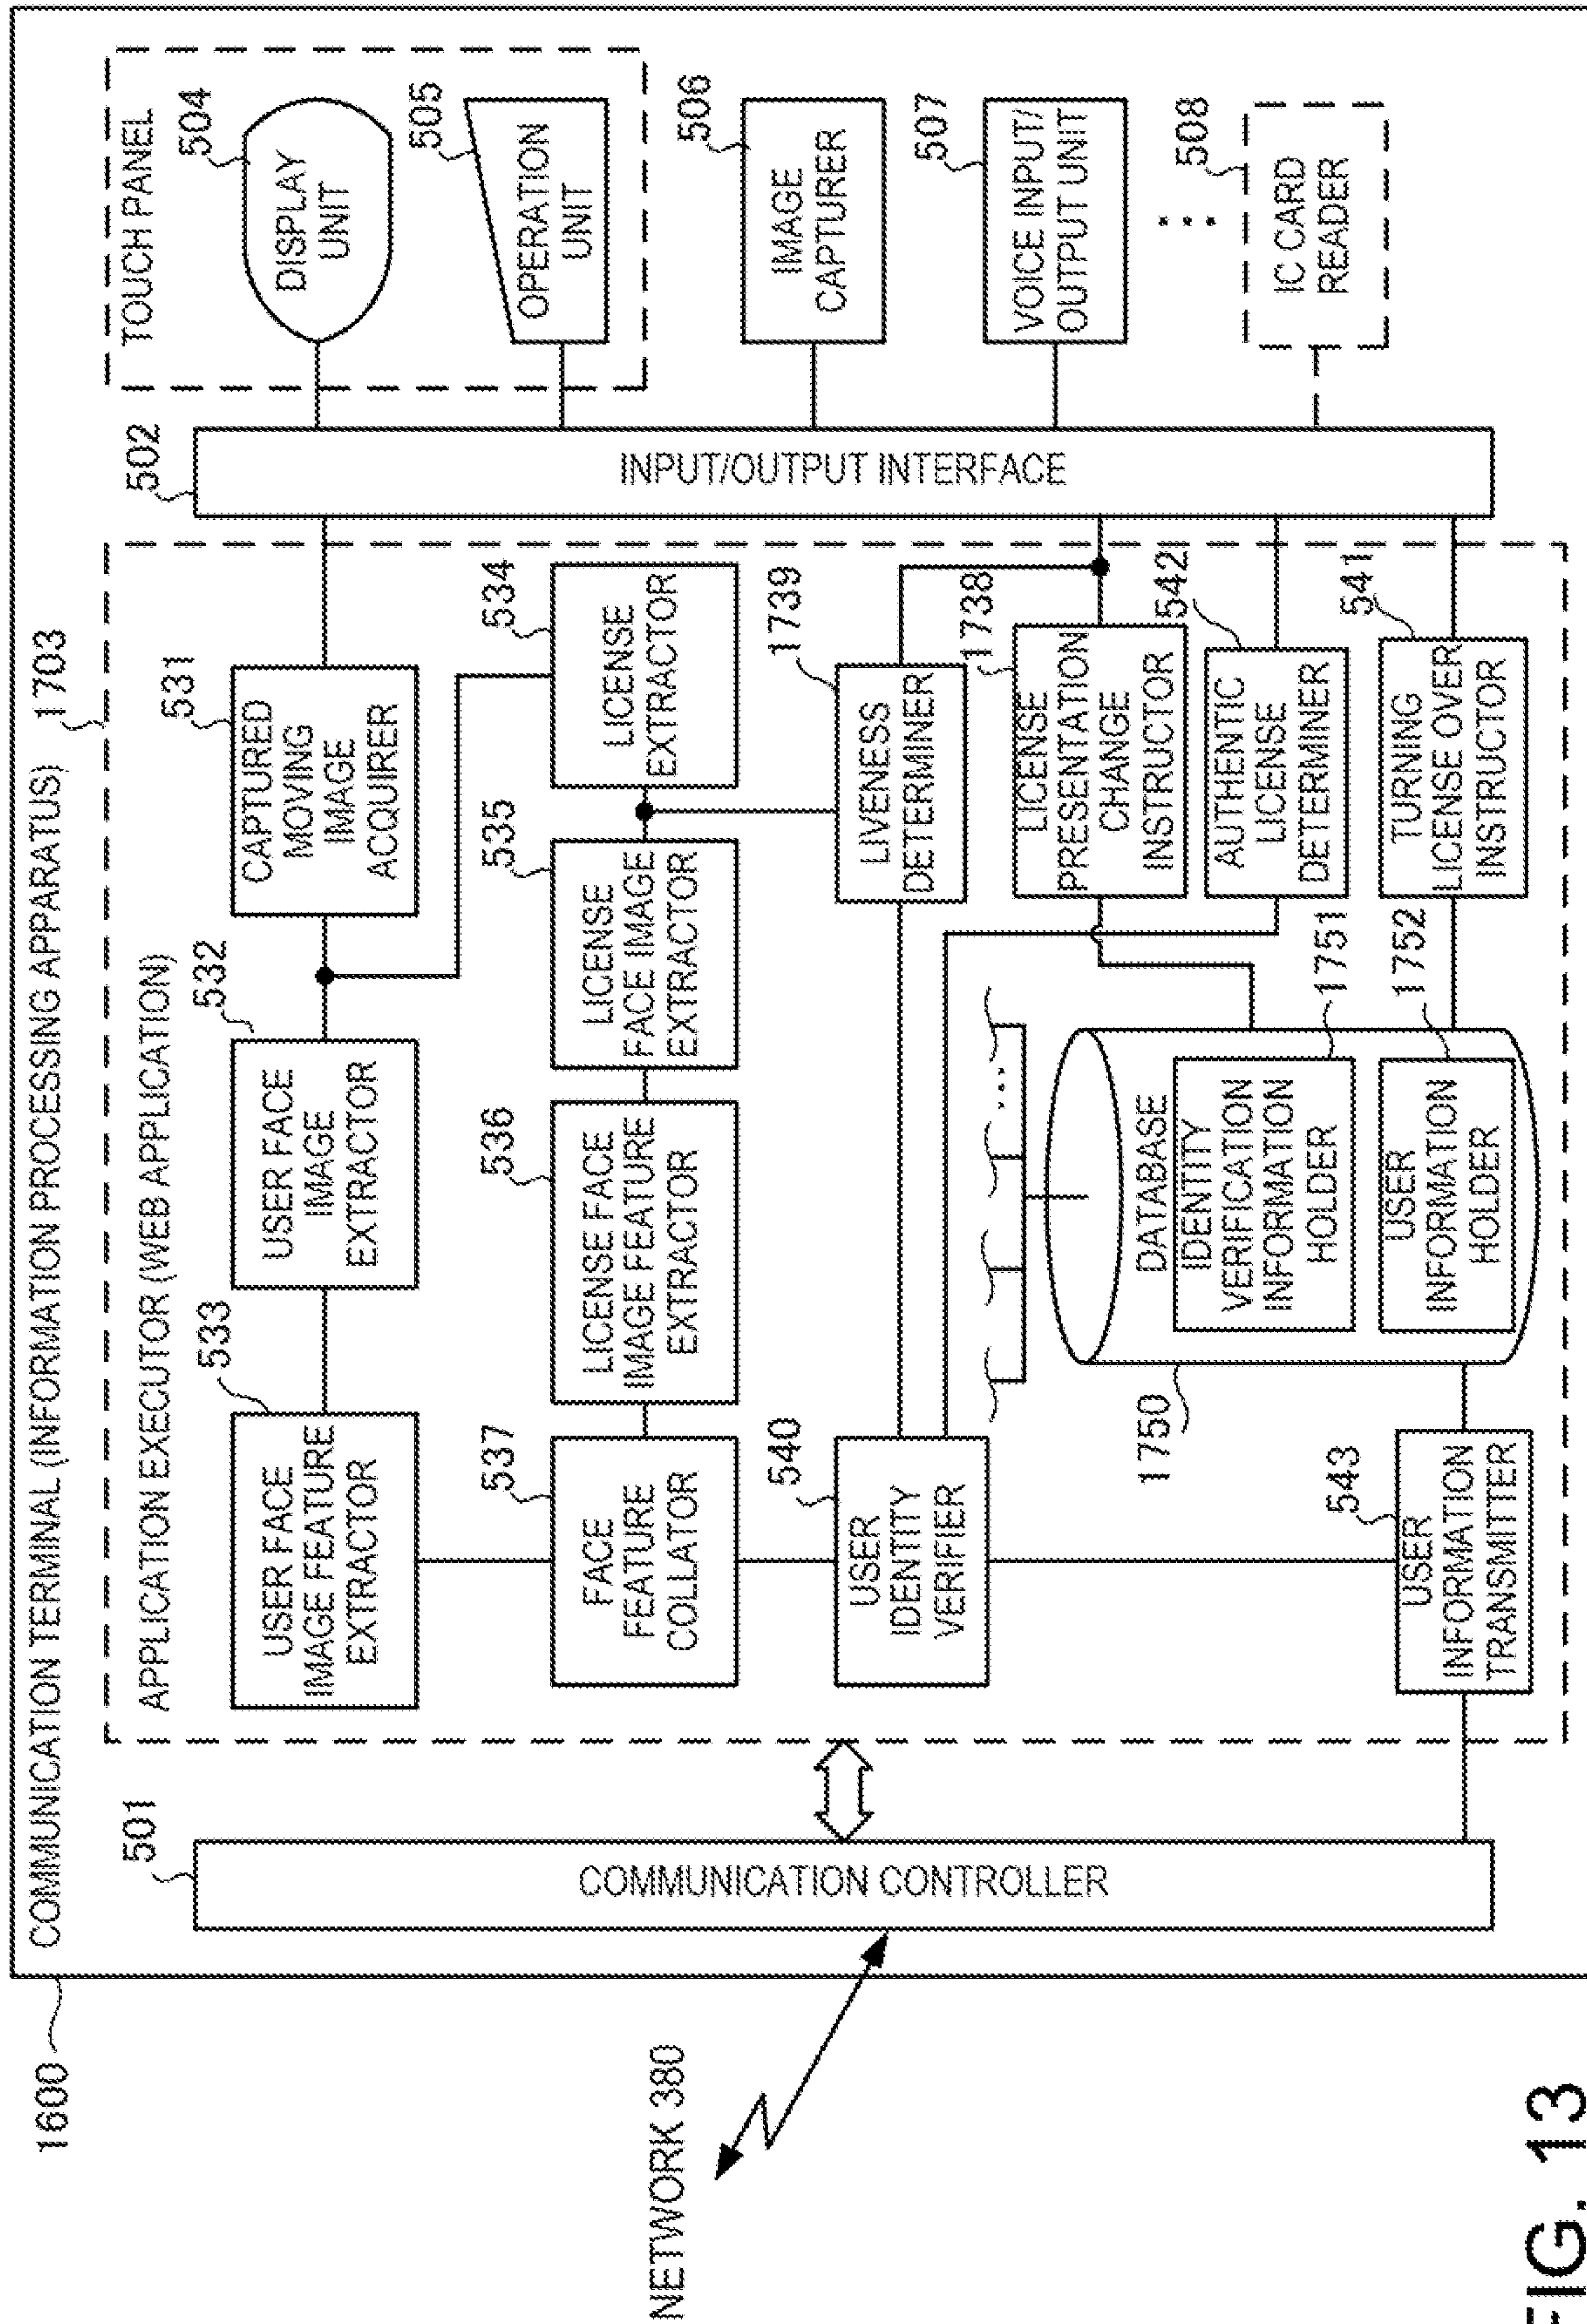 1600
COMMUNICATION TERMINAL (INFORMATION PROCESSING APPARATUS)
1703
501
COMMUNICATION CONTROLLER
NETWORK 380
APPLICATION EXECUTOR (WEB APPLICATION)
533
USER FACE
IMAGE FEATURE
EXTRACTOR
532
USER FACE
IMAGE
EXTRACTOR
531
CAPTURED
MOVING
IMAGE
ACQUIRER
537
FACE
FEATURE
COLLATOR
536
LICENSE FACE
IMAGE FEATURE
EXTRACTOR
535
LICENSE
FACE IMAGE
EXTRACTOR
534
LICENSE
EXTRACTOR
540
USER
IDENTITY
VERIFIER
1739
LIVENESS
DETERMINER
1738
LICENSE
PRESENTATION
CHANGE
INSTRUCTOR
542
AUTHENTIC
LICENSE
DETERMINER
541
TURNING
LICENSE OVER
INSTRUCTOR
...
1750
DATABASE
1751
IDENTITY
VERIFICATION
INFORMATION
HOLDER
1752
USER
INFORMATION
HOLDER
543
USER
INFORMATION
TRANSMITTER
502
INPUT/OUTPUT INTERFACE
TOUCH PANEL
504
DISPLAY
UNIT
505
OPERATION
UNIT
506
IMAGE
CAPTURER
507
VOICE INPUT/
OUTPUT UNIT
...
508
IC CARD
READER
FIG. 13